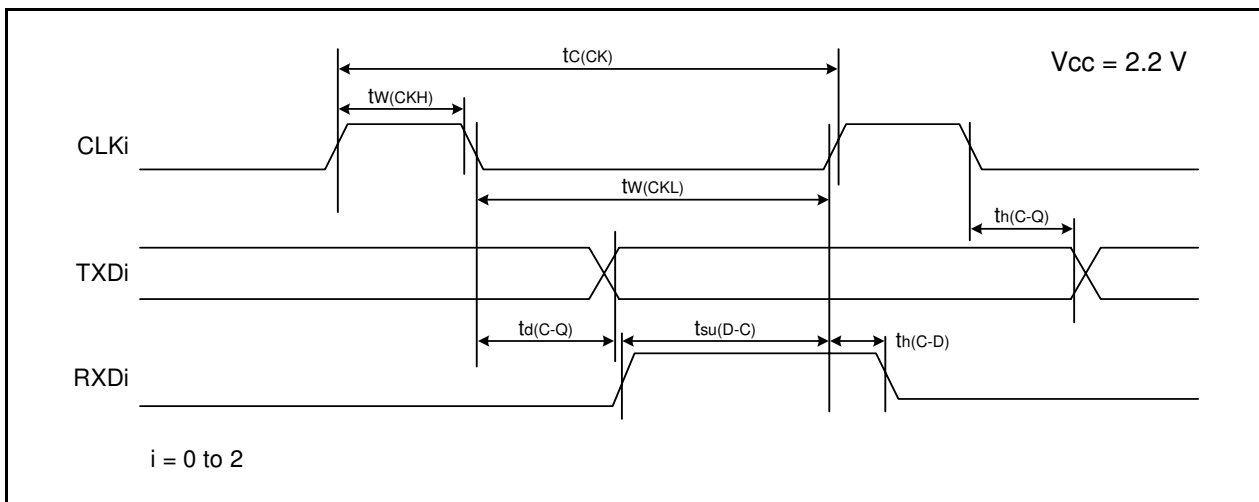 tC(CK)
Vcc = 2.2 V
tW(CKH)
CLKi
tW(CKL)
th(C-Q)
TXDi
td(C-Q)
tsu(D-C)
th(C-D)
RXDi
i = 0 to 2